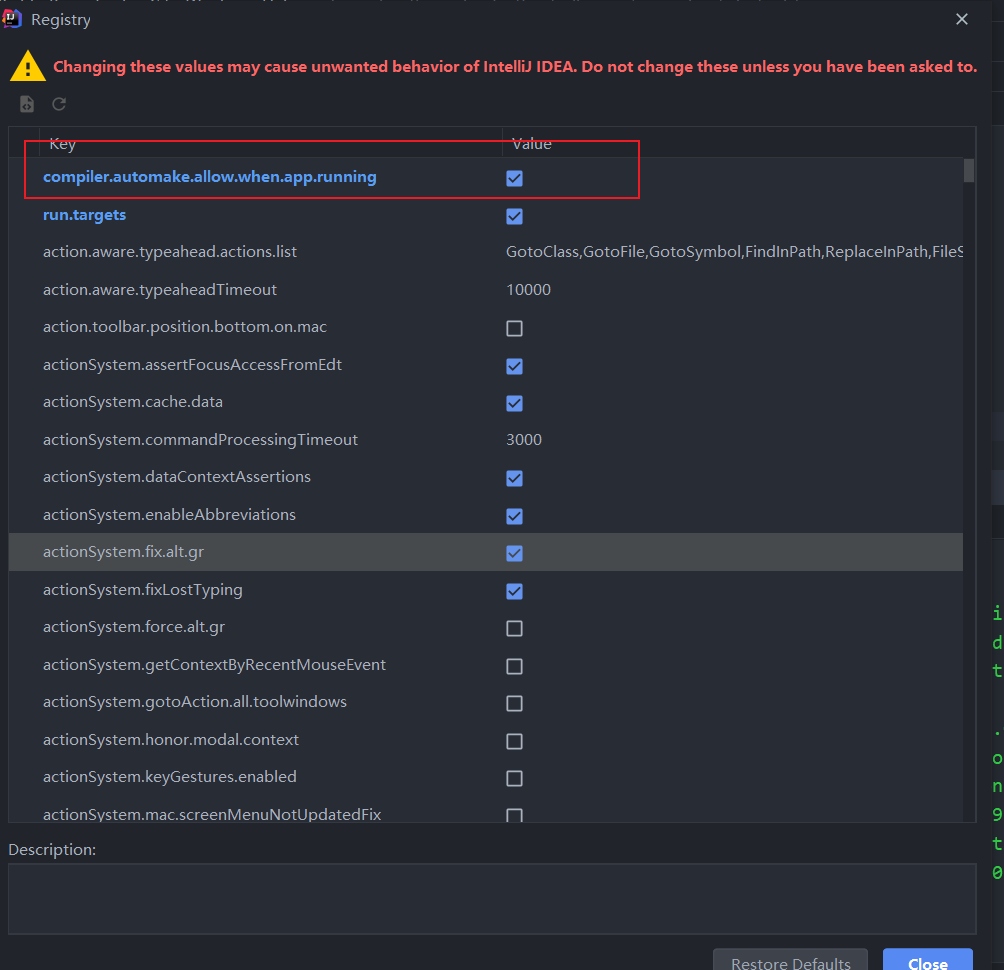 Registry
Changing these values may cause unwanted behavior of IntelliJ IDEA. Do not change these unless you have been asked to.
Key Value
compiler.automake.allow.when.app.running
run.targets
action.aware.typeahead.actions.list GotoClass,GotoFile,GotoSymbol,FindInPath,ReplaceInPath,FileS
action.aware.typeaheadTimeout 10000
action.toolbar.position.bottom.on.mac
actionSystem.assertFocusAccessFromEdt
actionSystem.cache.data
actionSystem.commandProcessingTimeout 3000
actionSystem.dataContextAssertions
actionSystem.enableAbbreviations
actionSystem.fix.alt.gr
actionSystem.fixLostTyping
actionSystem.force.alt.gr
actionSystem.getContextByRecentMouseEvent
actionSystem.gotoAction.all.toolwindows
actionSystem.honor.modal.context
actionSystem.keyGestures.enabled
actionSystem.mac.screenMenuNotUpdatedFix
Description:
Restore Defaults Close
i
d
t
.
o
n
9
t
0